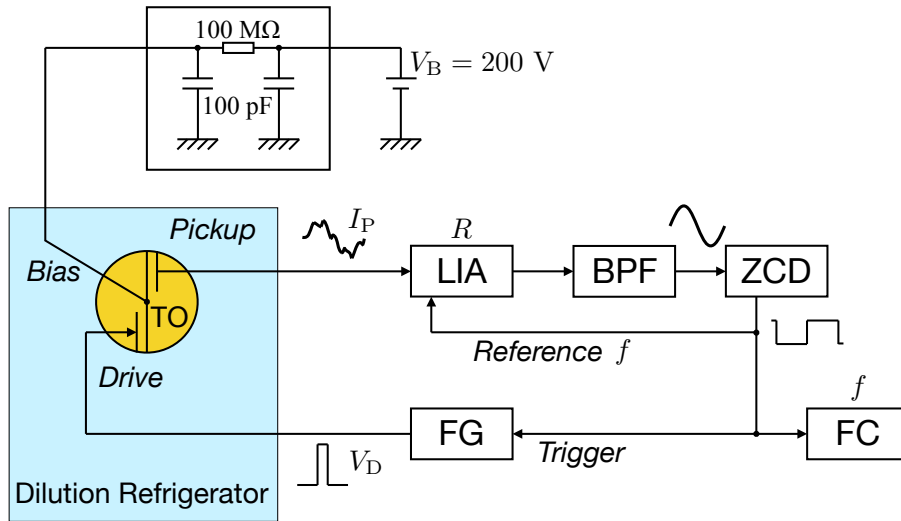 100 MΩ
100 pF
V_B = 200 V
Pickup
Bias
TO
Drive
I_P
R
LIA
BPF
ZCD
Reference f
f
FG
Trigger
FC
V_D
Dilution Refrigerator